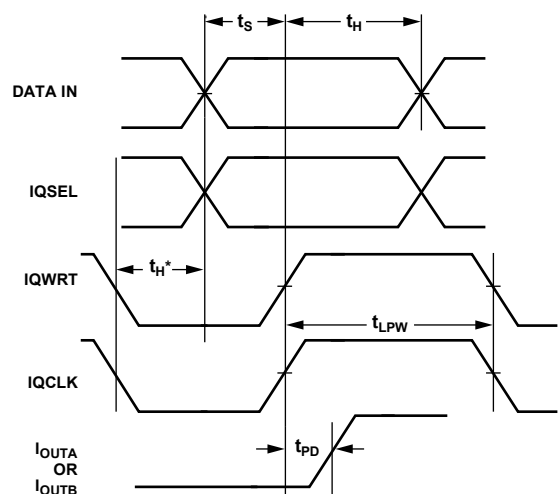 tS
tH
DATA IN
IQSEL
tH*
IQWRT
tLPW
IQCLK
tPD
IOUTA
OR
IOUTB